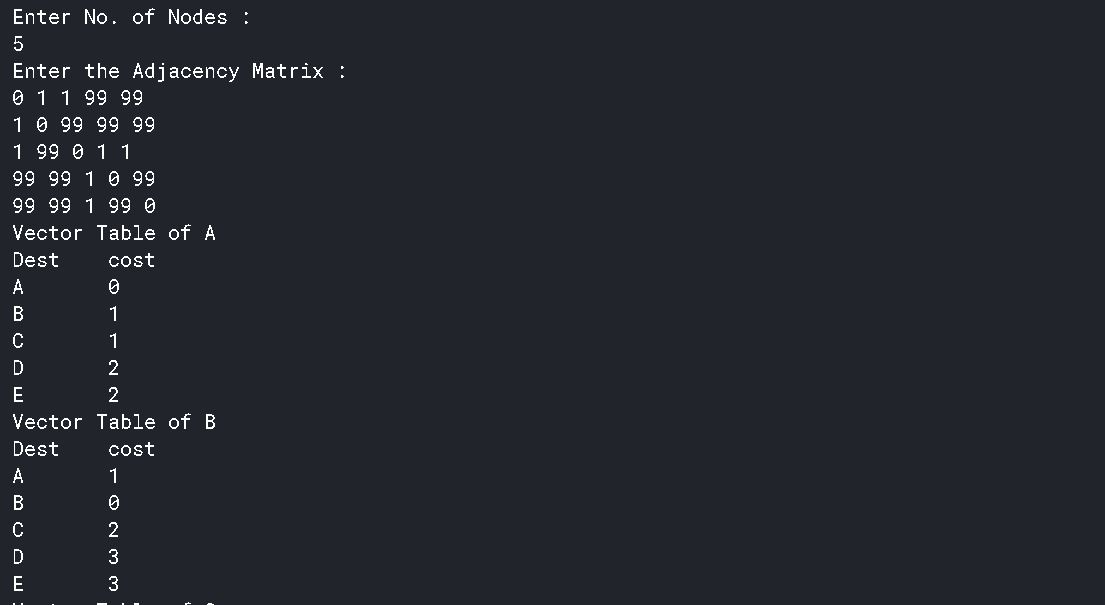 Enter No. of Nodes :
5
Enter the Adjacency Matrix :
0 1 1 99 99
1 0 99 99 99
1 99 0 1 1
99 99 1 0 99
99 99 1 99 0
Vector Table of A
Dest cost
A 0
B 1
C 1
D 2
E 2
Vector Table of B
Dest cost
A 1
B 0
C 2
D 3
E 3